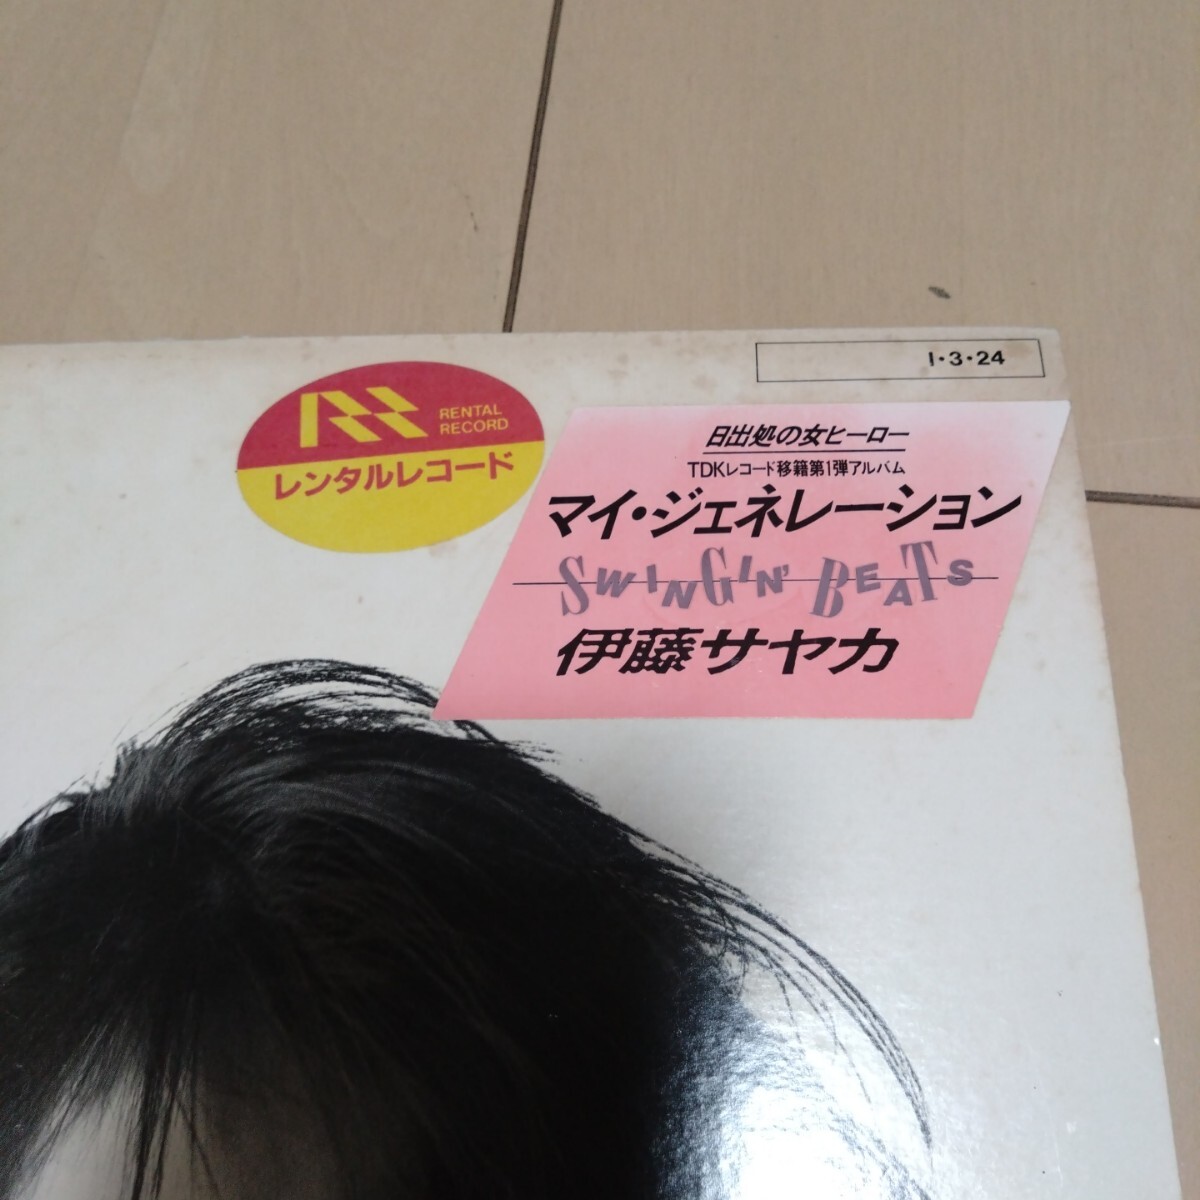 1・3・24
RENTAL
RECORD
レンタルレコード
日出処の女ヒーロー
TDKレコード移籍第1弾アルバム
マイ・ジェネレーション
SWINGIN' BEATS
伊藤サヤカ